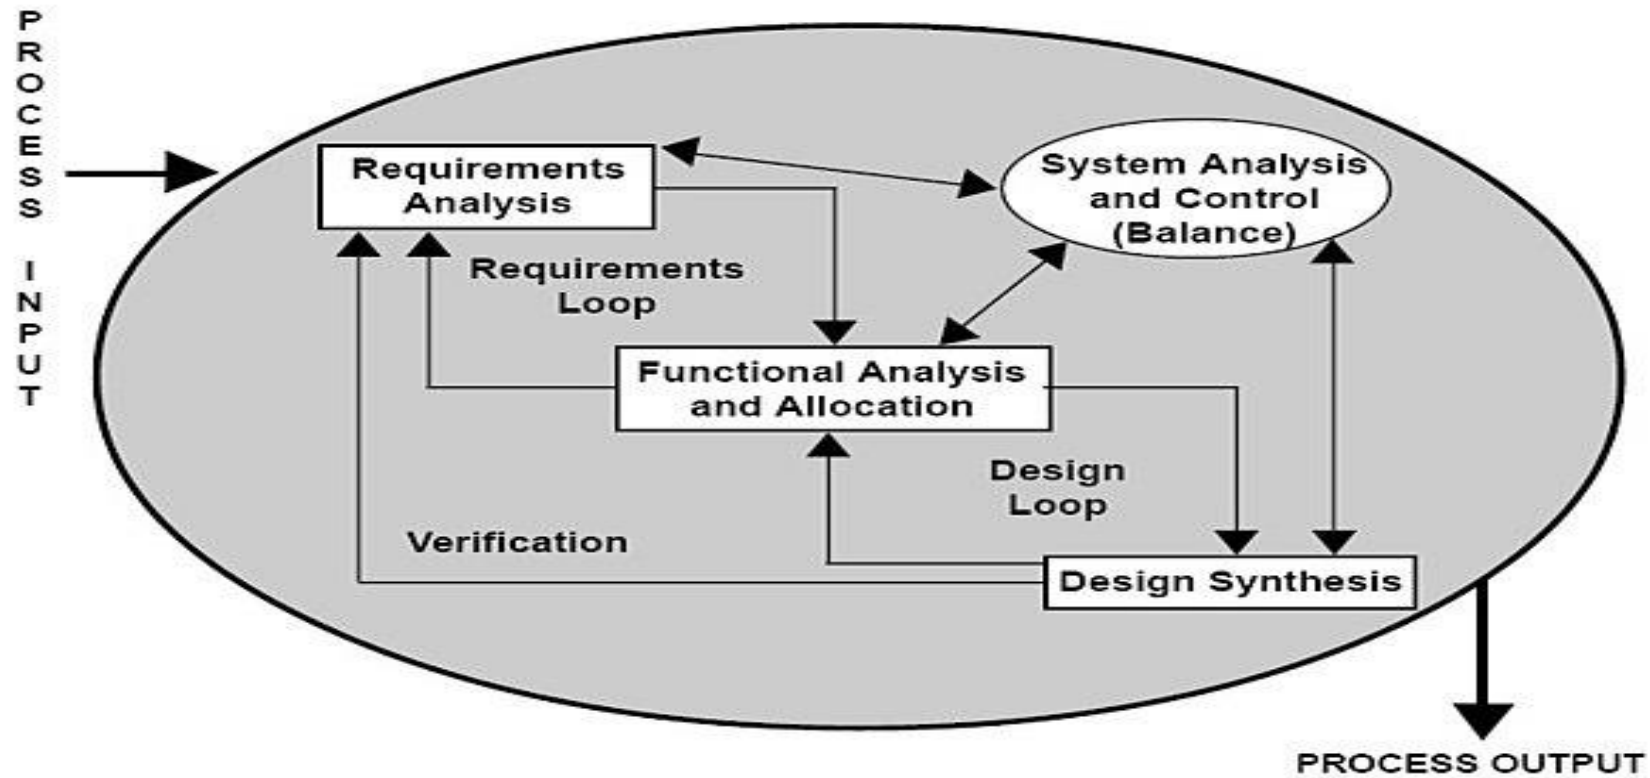 PROCESS INPUT
Requirements
Analysis
System Analysis
and Control
(Balance)
Requirements
Loop
Functional Analysis
and Allocation
Design
Loop
Verification
Design Synthesis
PROCESS OUTPUT